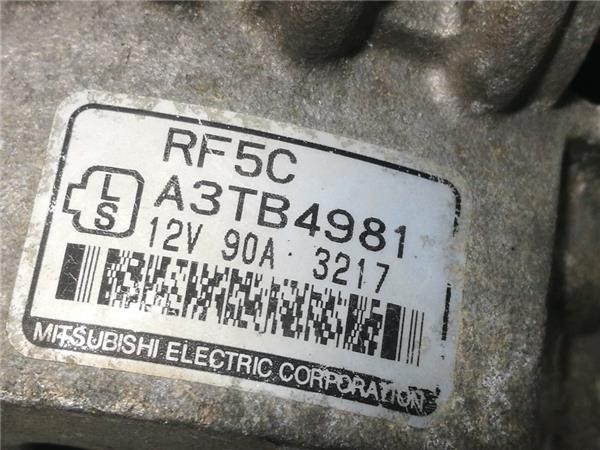 RF5C
L
S
A3TB4981
12V 90A 3217
MITSUBISHI ELECTRIC CORPORATION